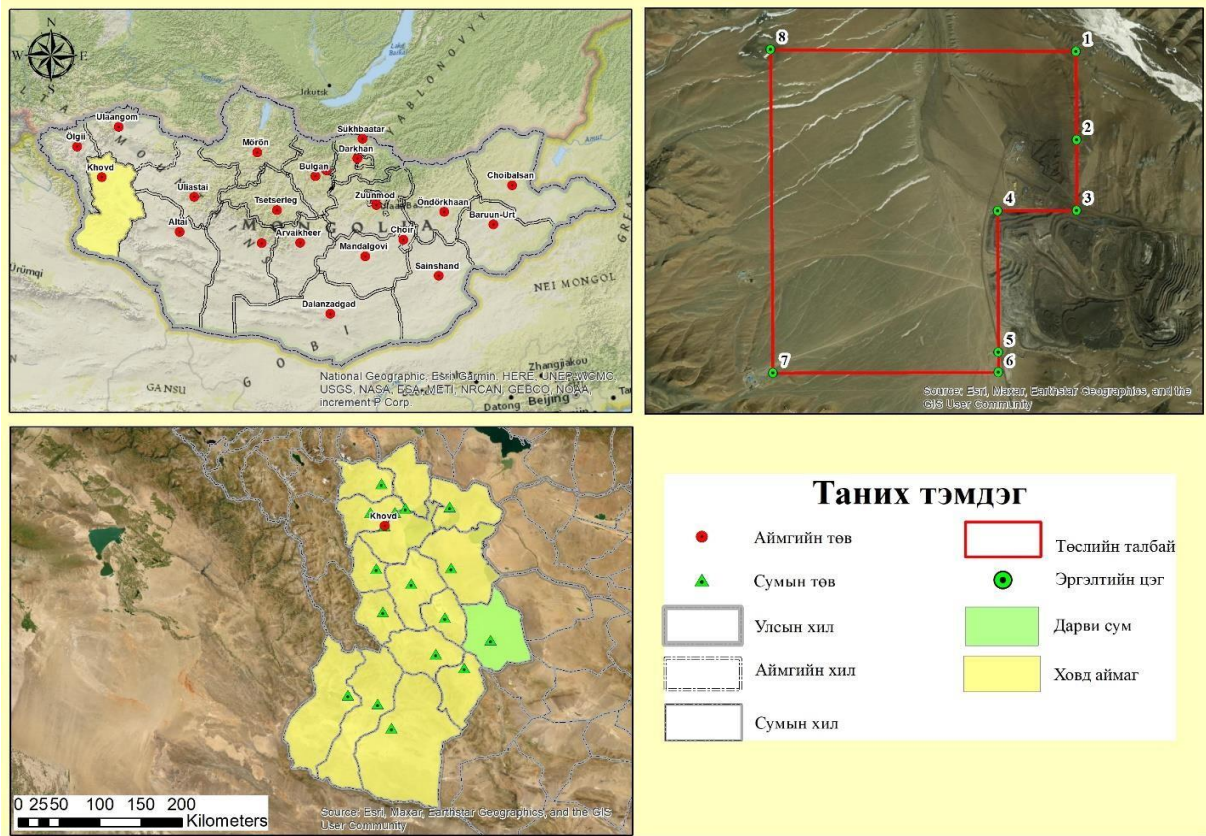 N
W E
S
Lake
Baikal
YABLONOVYY
Irkutsk
Ulaangom
Ölgii
Khovd
Mörön
Sükhbaatar
Darkhan
Bulgan
Uliastai
Tsetserleg
Zuunmod
Öndörkhaan
Choibalsan
Baruun-Urt
Altai
Arvaikheer
Mandalgovi
Choir
Sainshand
Dalanzadgad
MONGOLIA
Amur
Ürümqi
NEI MONGOL
GOBI
GANSU
Zhangjiakou
Datong Beijing
National Geographic, Esri, Garmin, HERE, UNEP-WCMC,
USGS, NASA, ESA, METI, NRCAN, GEBCO, NOAA,
increment P Corp.
8 1
2
4 3
5
6
7
Source: Esri, Maxar, Earthstar Geographics, and the
GIS User Community
Khovd
0 25 50 100 150 200
Kilometers
Source: Esri, Maxar, Earthstar Geographics, and the GIS
User Community
Таних тэмдэг
Аймгийн төв
Сумын төв
Улсын хил
Аймгийн хил
Сумын хил
Төслийн талбай
Эргэлтийн цэг
Дарви сум
Ховд аймаг